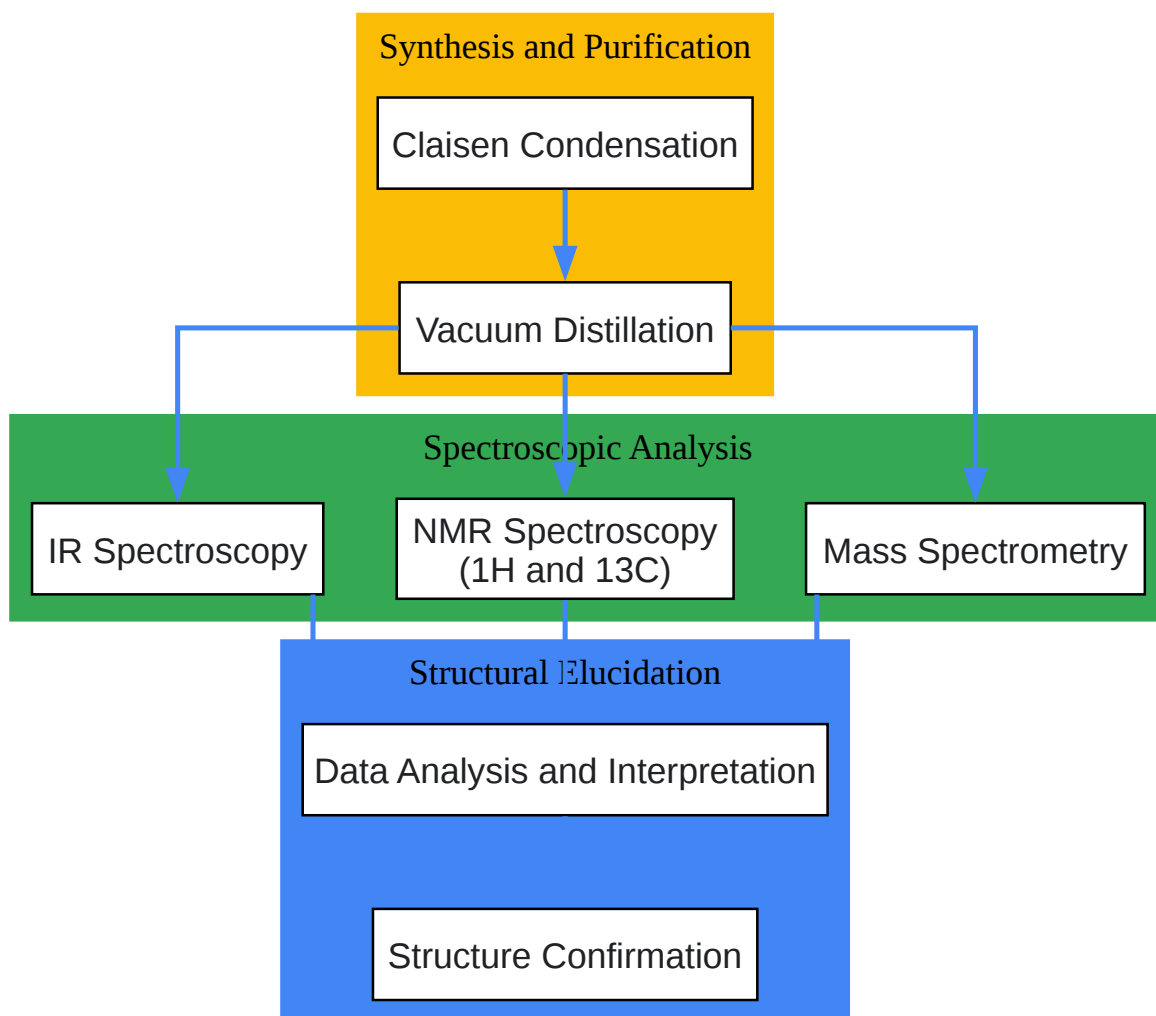 Synthesis and Purification
Claisen Condensation
Vacuum Distillation
Spectroscopic Analysis
IR Spectroscopy
NMR Spectroscopy
(1H and 13C)
Mass Spectrometry
Structural Elucidation
Data Analysis and Interpretation
Structure Confirmation